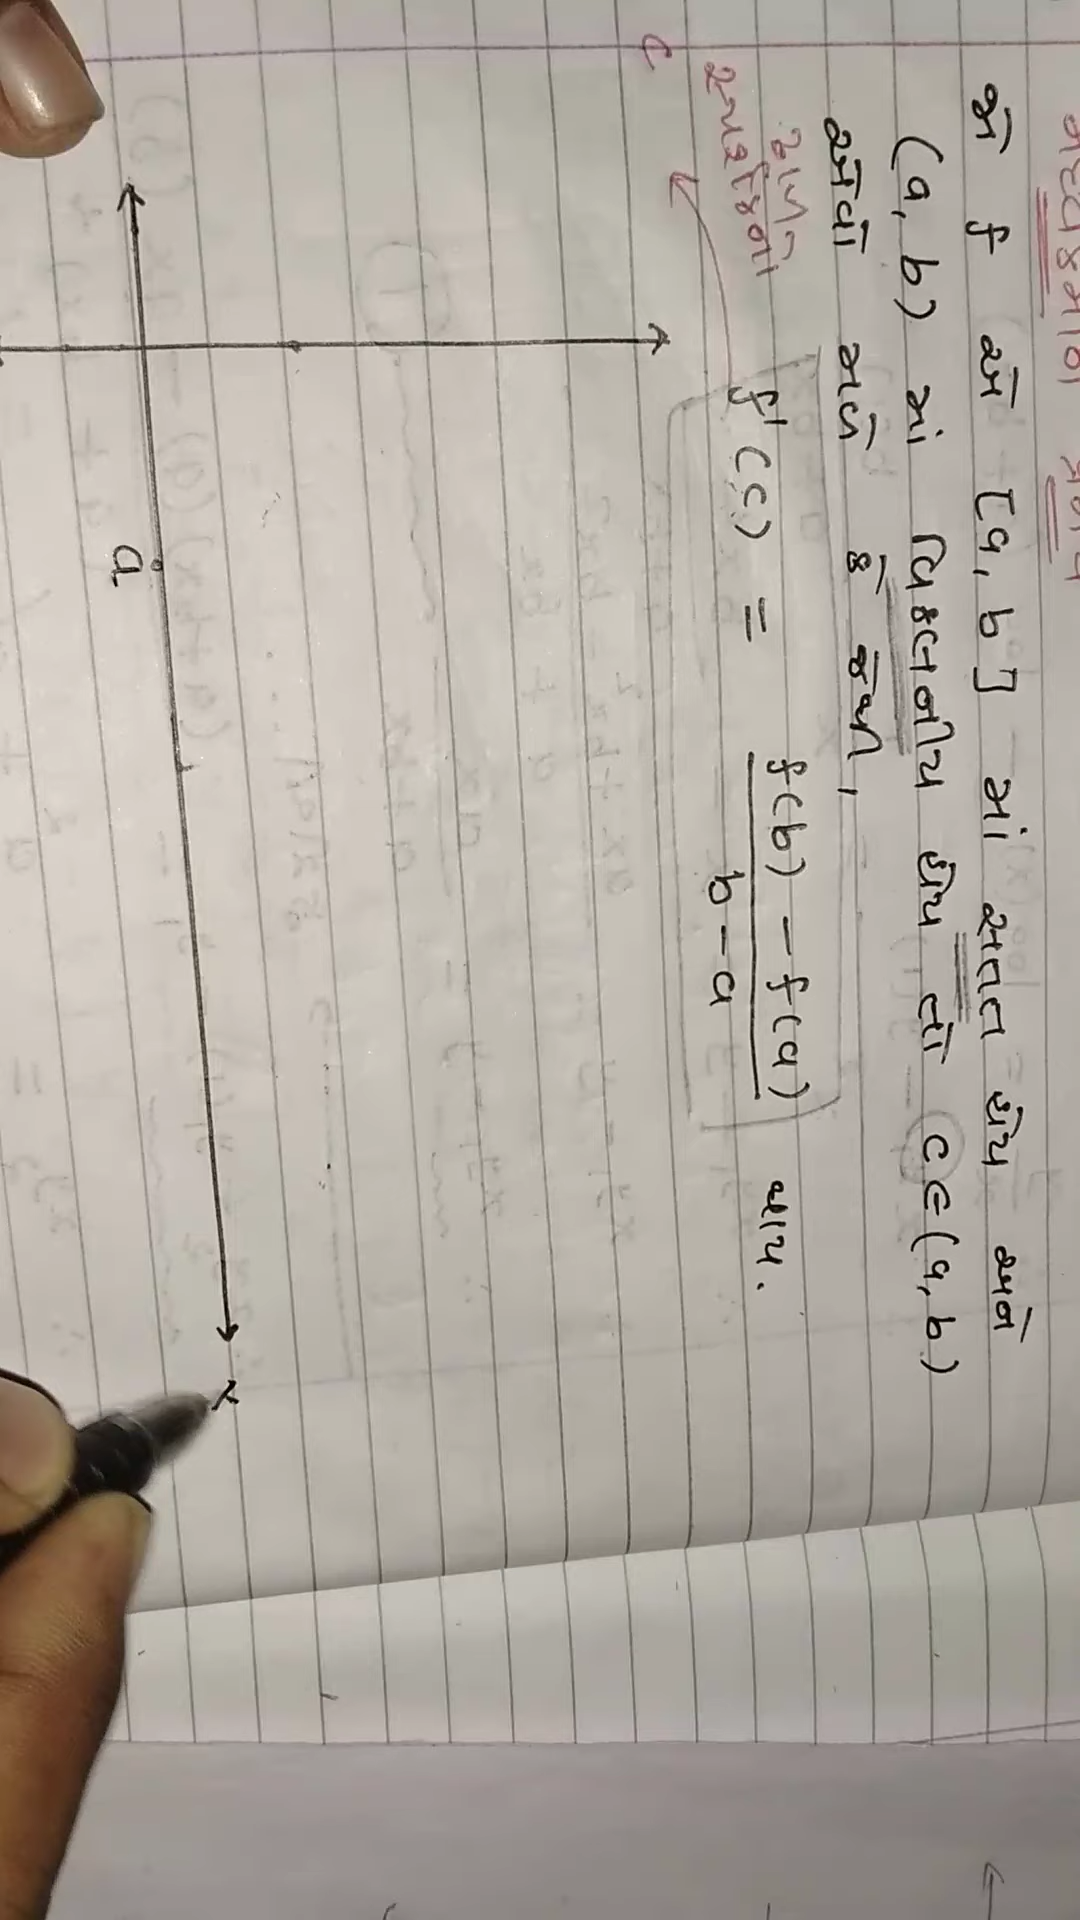 મધ્યકમાન પ્રમેય
જો f એ [a, b] માં સતત હોય અને
(a, b) માં વિકલનીય હોય તો c ∈ (a, b)
એવો મળે કે જેથી,
f'(c) = f(b) - f(a) / b - a થાય.
c
સ્પર્શકનો
ઢાળ
a
x